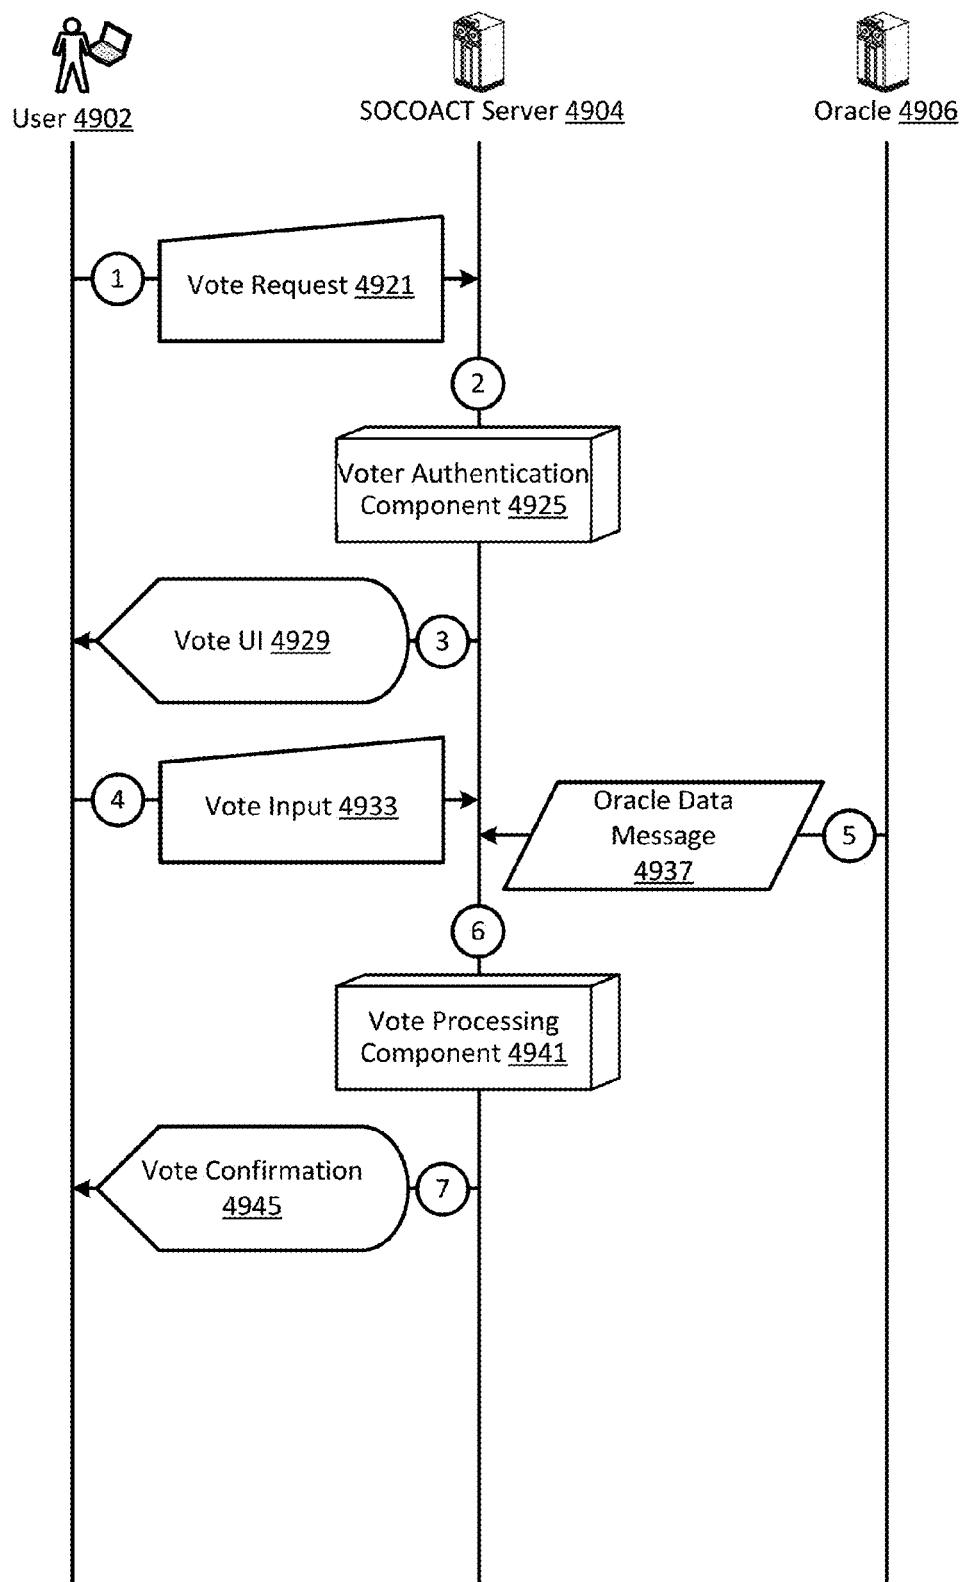 User 4902
SOCOACT Server 4904
Oracle 4906
1
Vote Request 4921
2
Voter Authentication
Component 4925
Vote UI 4929
3
4
Vote Input 4933
Oracle Data
Message
4937
5
6
Vote Processing
Component 4941
Vote Confirmation
4945
7